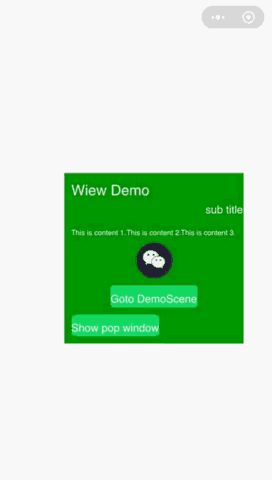 Wiew Demo
sub title
This is content 1.This is content 2.This is content 3.
Goto DemoScene
Show pop window